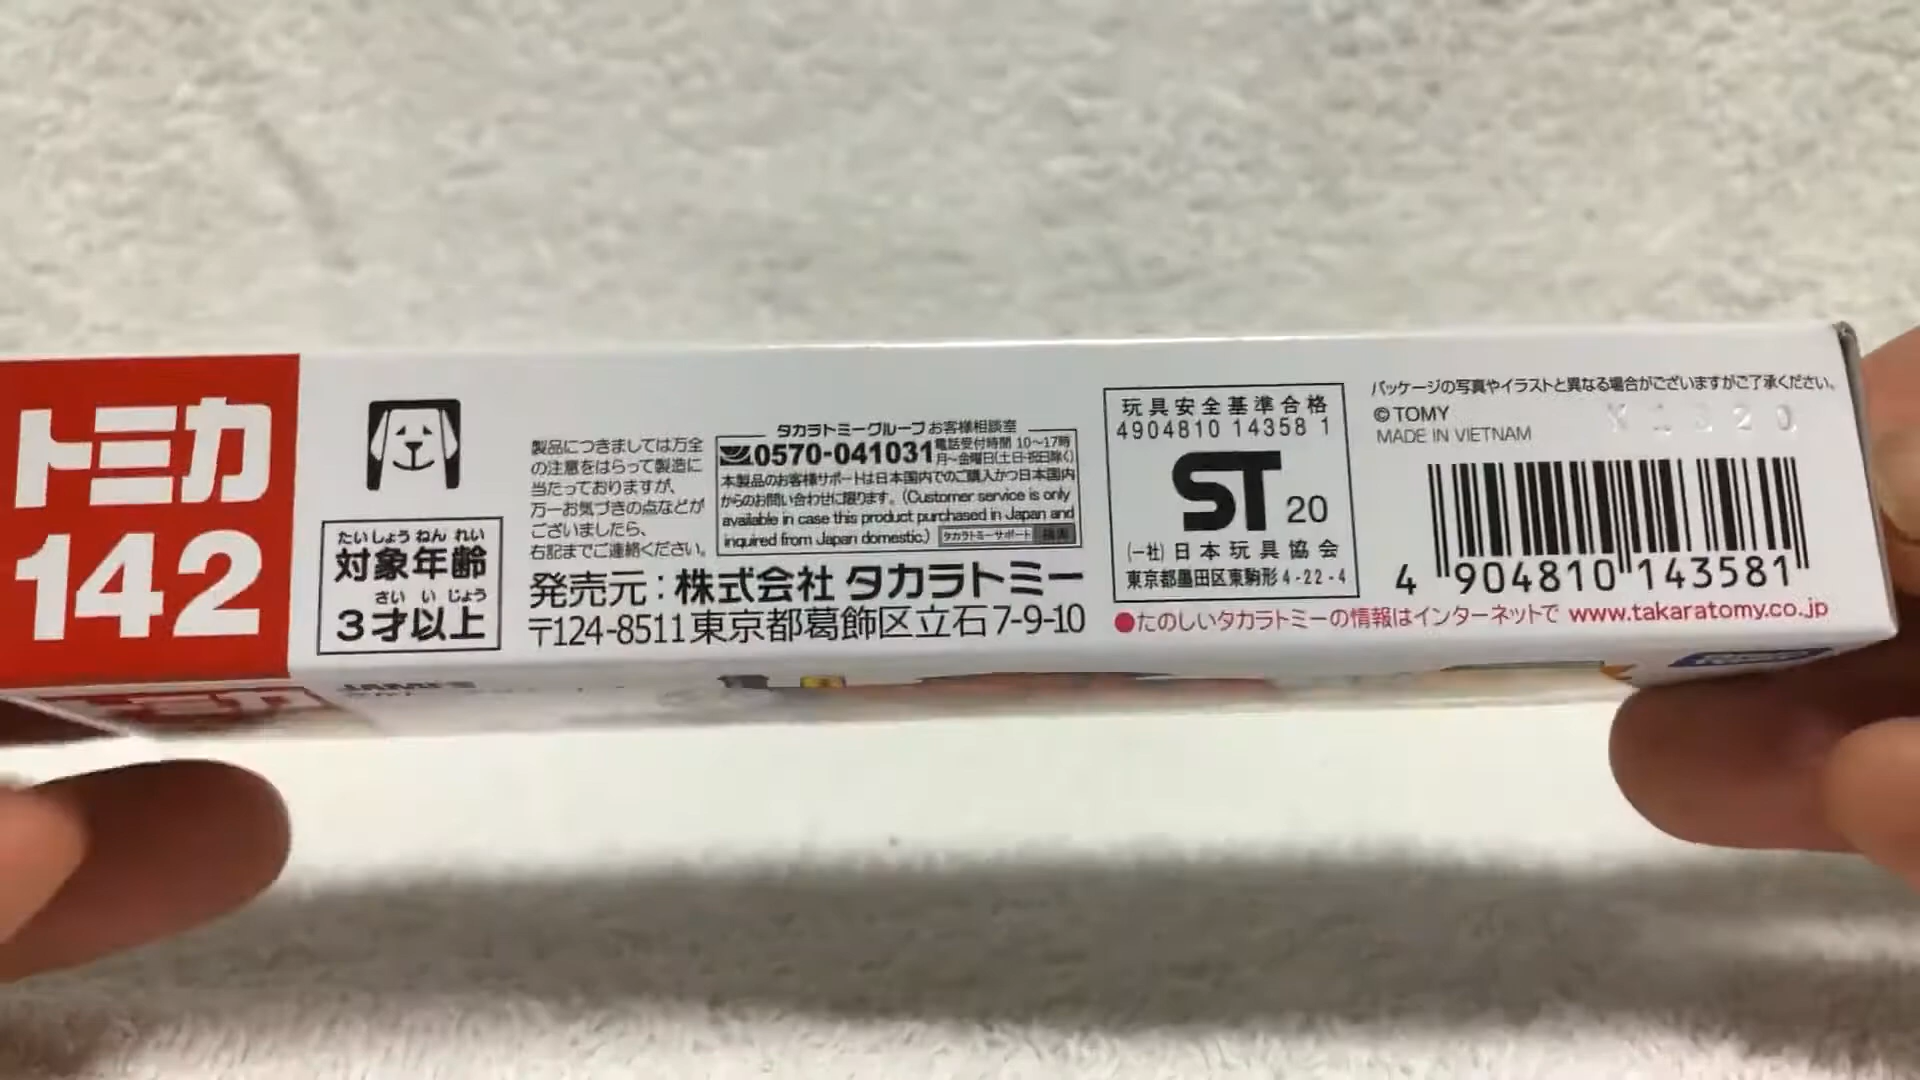 トミカ
142
たいしょう ねん れい
対象年齢
さい い じょう
3才以上
製品につきましては万全
の注意をはらって製造に
当たっておりますが、
万一お気づきの点などが
ございましたら、
右記までご連絡ください。
タカラトミーグループお客様相談室
0570-041031
電話受付時間 10〜17時
月〜金曜日(土・日・祝日除く)
本製品のお客様サポートは日本国内でのご購入かつ日本国内
からのお問い合わせに限ります。(Customer service is only
available in case this product purchased in Japan and
inquired from Japan domestic.) タカラトミーサポート 検索
発売元:株式会社 タカラトミー
〒124-8511 東京都葛飾区立石7-9-10
玩具安全基準合格
4904810 14358 1
ST 20
(一社)日本玩具協会
東京都墨田区東駒形4-22-4
パッケージの写真やイラストと異なる場合がございますがご了承ください。
©TOMY
MADE IN VIETNAM
4 904810 143581
●たのしいタカラトミーの情報はインターネットで www.takaratomy.co.jp